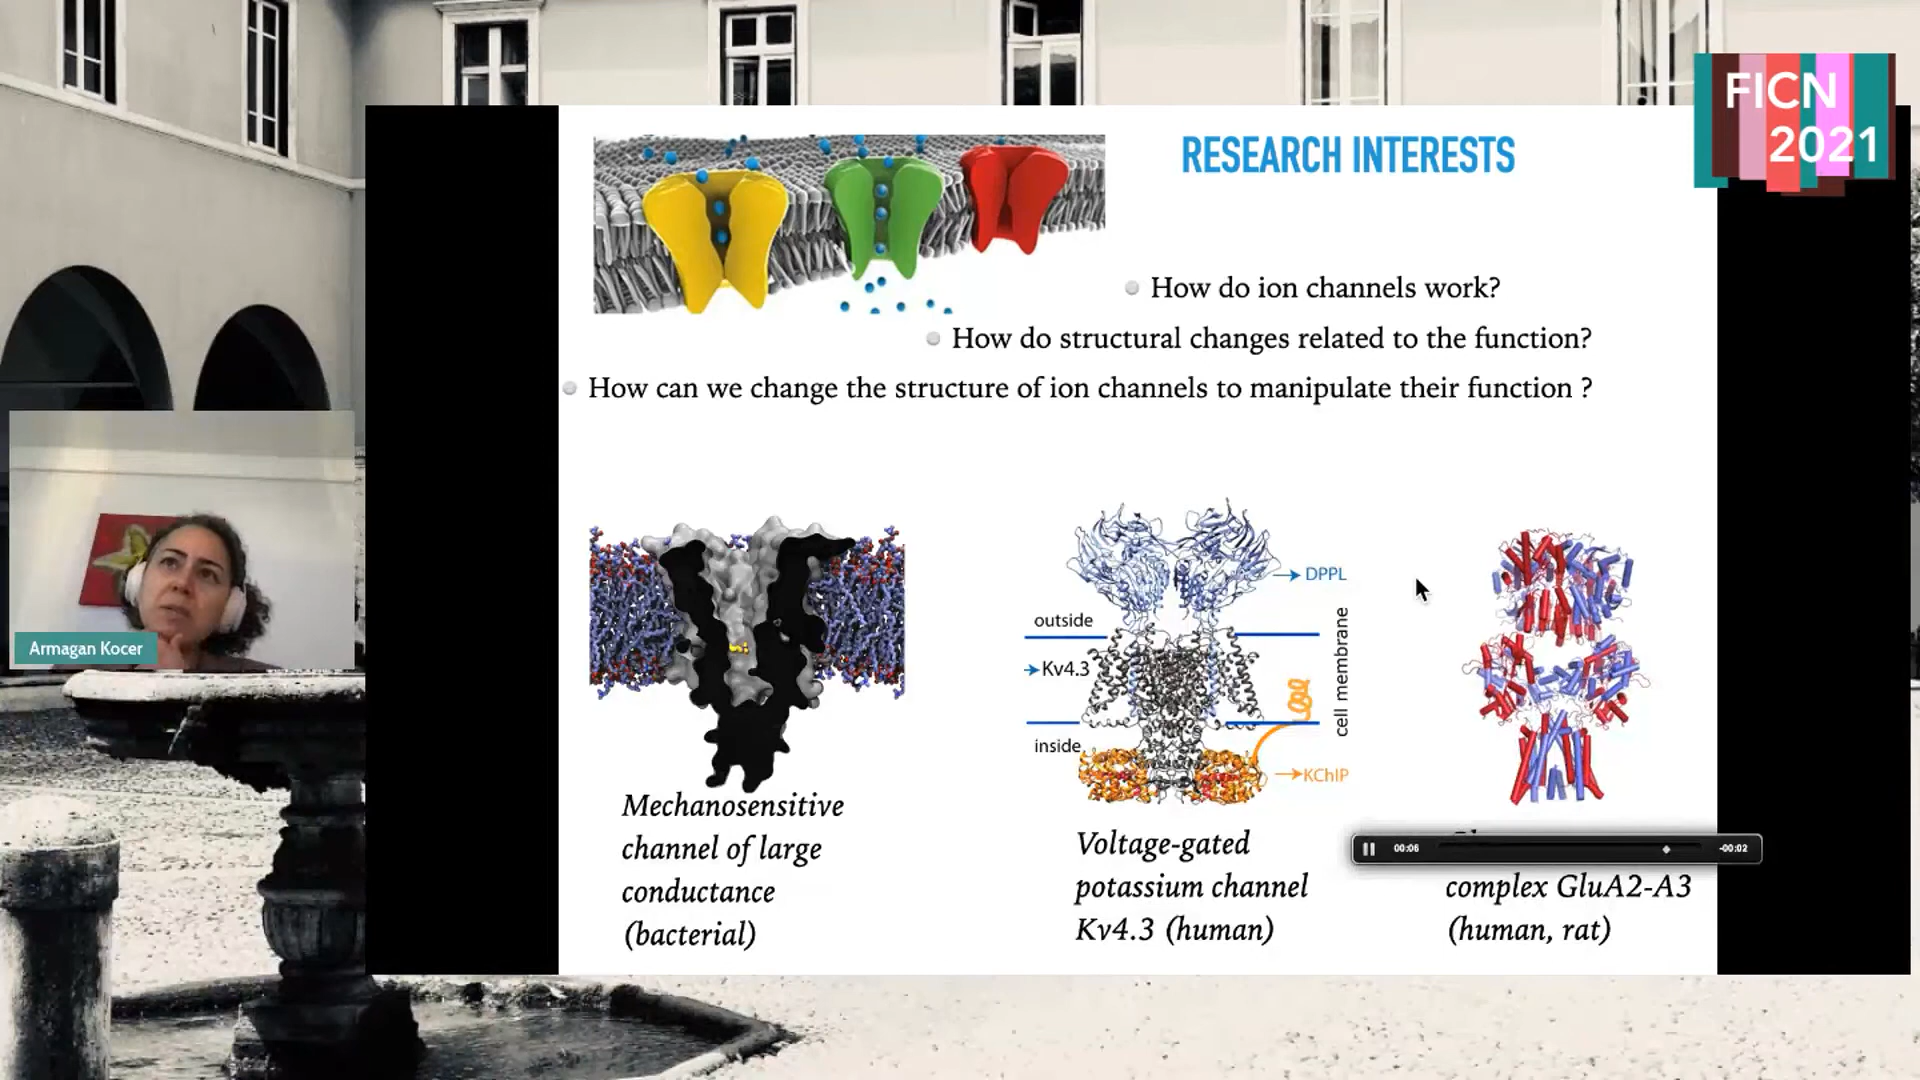 FICN
2021
RESEARCH INTERESTS
How do ion channels work?
How do structural changes related to the function?
How can we change the structure of ion channels to manipulate their function ?
Armagan Kocer
DPPL
outside
Kv4.3
cell membrane
inside
KChIP
Mechanosensitive
channel of large
conductance
(bacterial)
Voltage-gated
potassium channel
Kv4.3 (human)
00:06
-00:02
complex GluA2-A3
(human, rat)